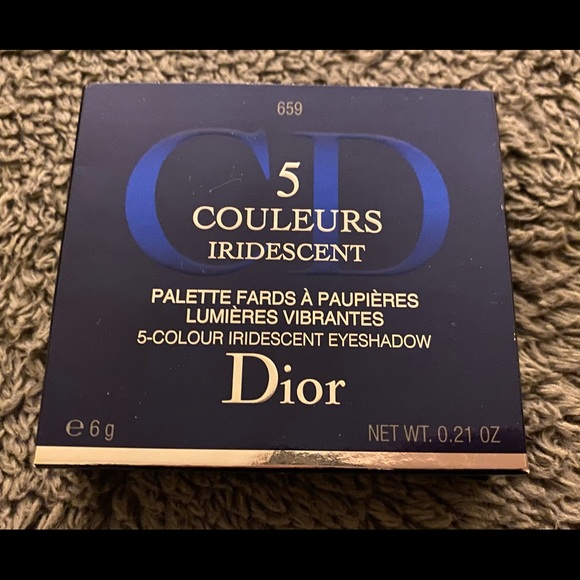 659
CD
5
COULEURS
IRIDESCENT
PALETTE FARDS À PAUPIÈRES
LUMIÈRES VIBRANTES
5-COLOUR IRIDESCENT EYESHADOW
Dior
℮ 6 g NET WT. 0.21 OZ